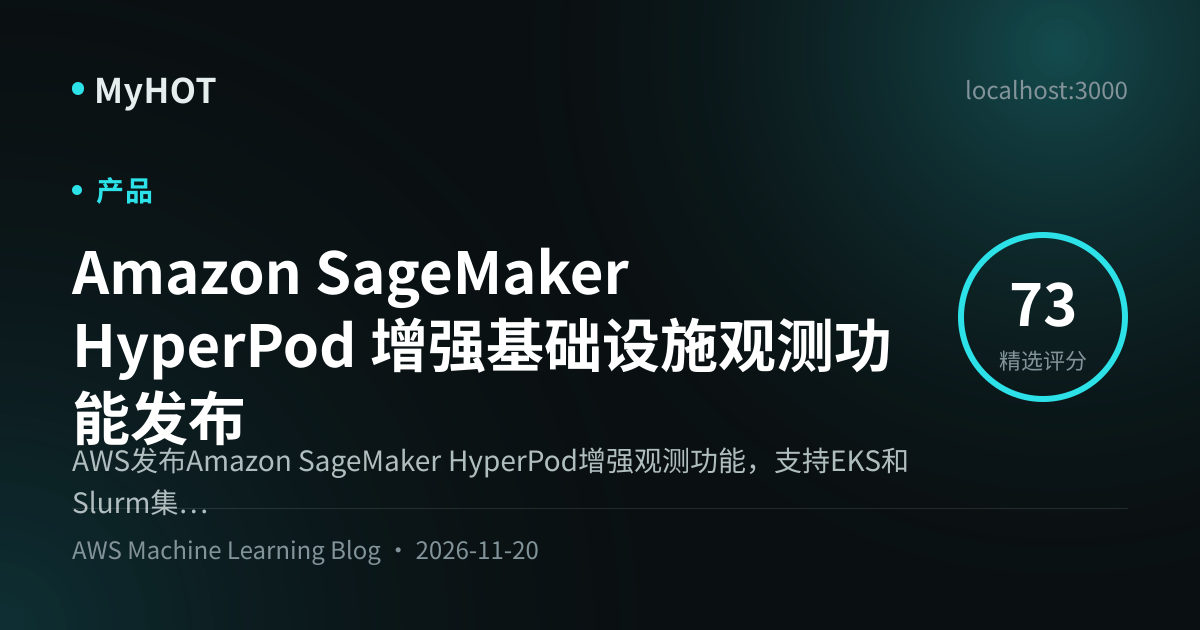 MyHOT
localhost:3000
产品
Amazon SageMaker
HyperPod 增强基础设施观测功
能发布
73
精选评分
AWS发布Amazon SageMaker HyperPod增强观测功能，支持EKS和
Slurm集…
AWS Machine Learning Blog · 2026-11-20